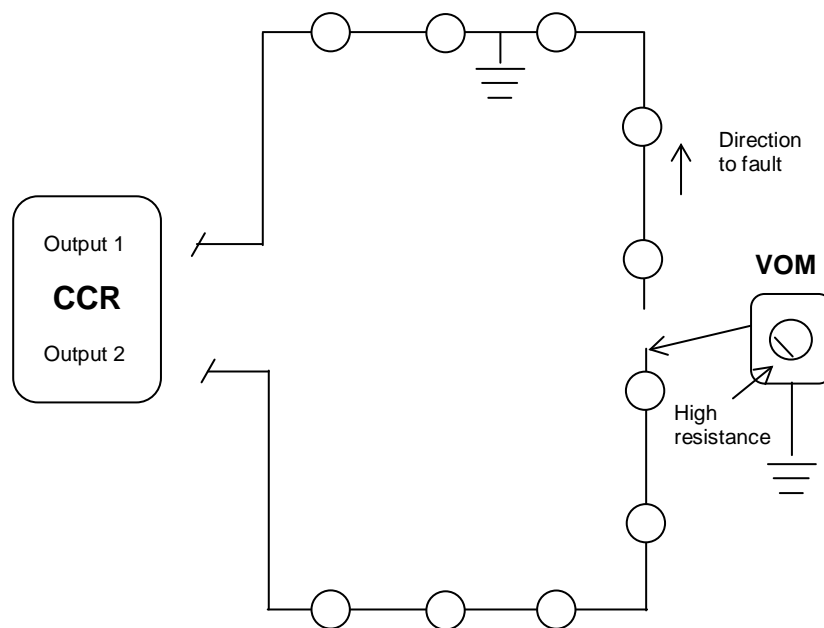 Output 1
CCR
Output 2
Direction
to fault
VOM
High
resistance